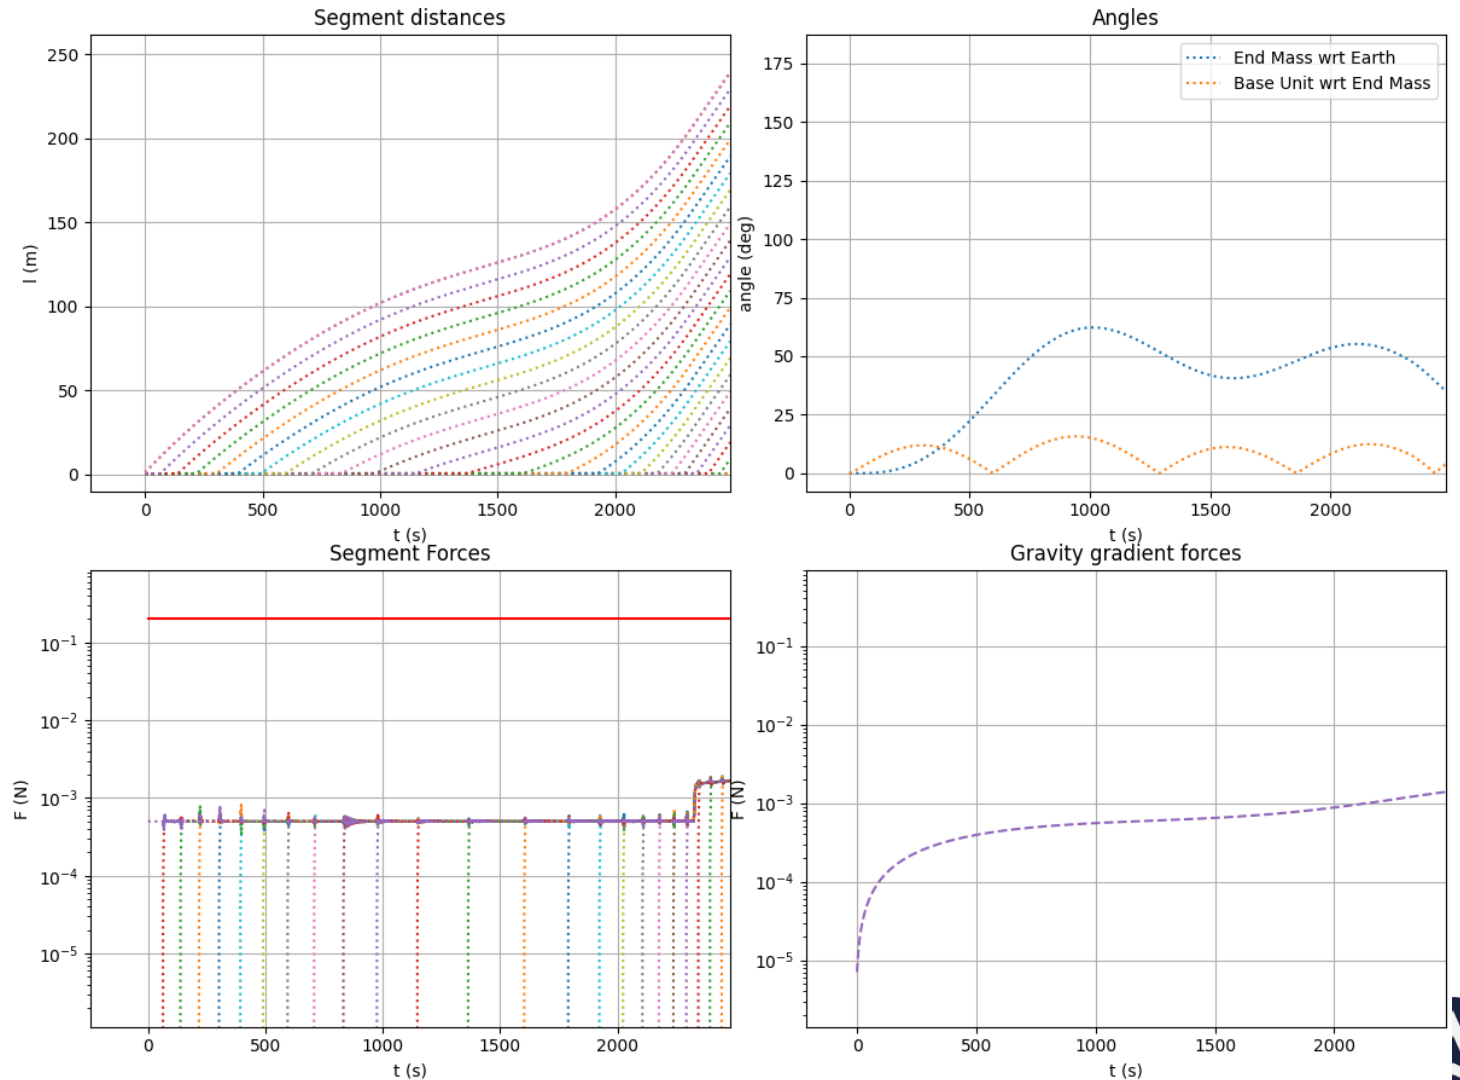 Segment distances
250
200
150
100
50
0
l (m)
0 500 1000 1500 2000
t (s)
Angles
End Mass wrt Earth
Base Unit wrt End Mass
175
150
125
100
75
50
25
0
angle (deg)
0 500 1000 1500 2000
t (s)
Segment Forces
10⁻¹
10⁻²
10⁻³
10⁻⁴
10⁻⁵
F (N)
0 500 1000 1500 2000
t (s)
Gravity gradient forces
10⁻¹
10⁻²
10⁻³
10⁻⁴
10⁻⁵
F (N)
0 500 1000 1500 2000
t (s)